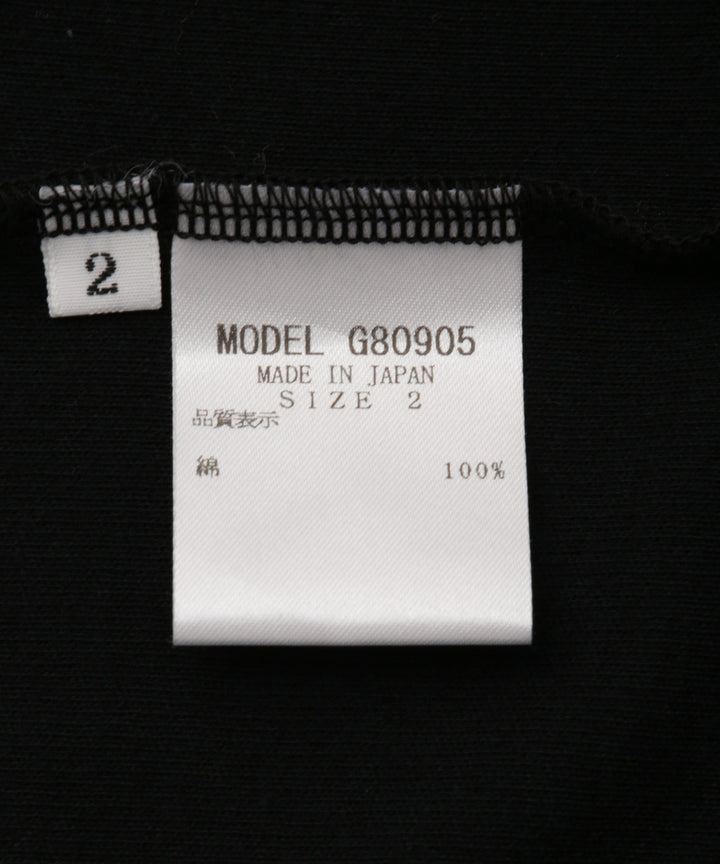 2
MODEL G80905
MADE IN JAPAN
SIZE 2
品質表示
綿 100%